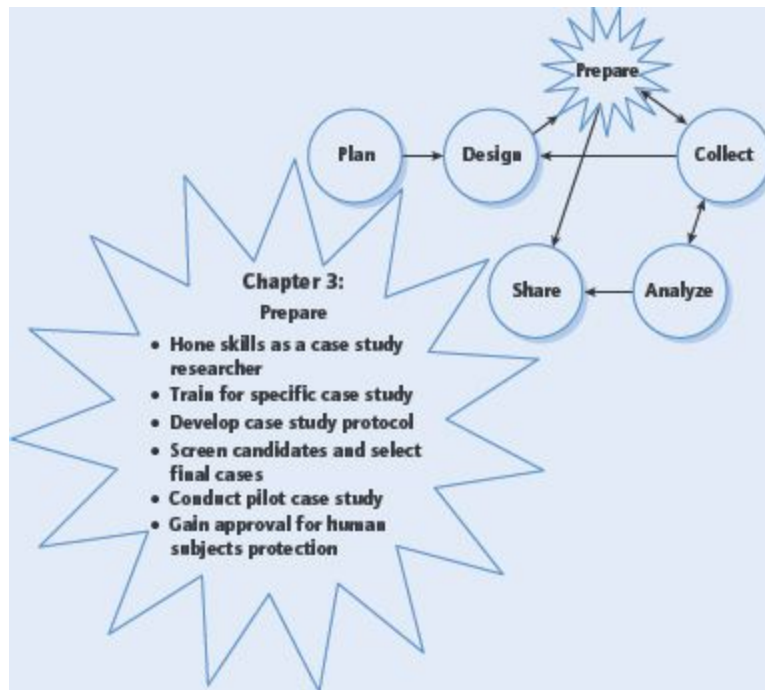 Prepare
Plan
Design
Collect
Share
Analyze
Chapter 3:
Prepare
• Hone skills as a case study
researcher
• Train for specific case study
• Develop case study protocol
• Screen candidates and select
final cases
• Conduct pilot case study
• Gain approval for human
subjects protection